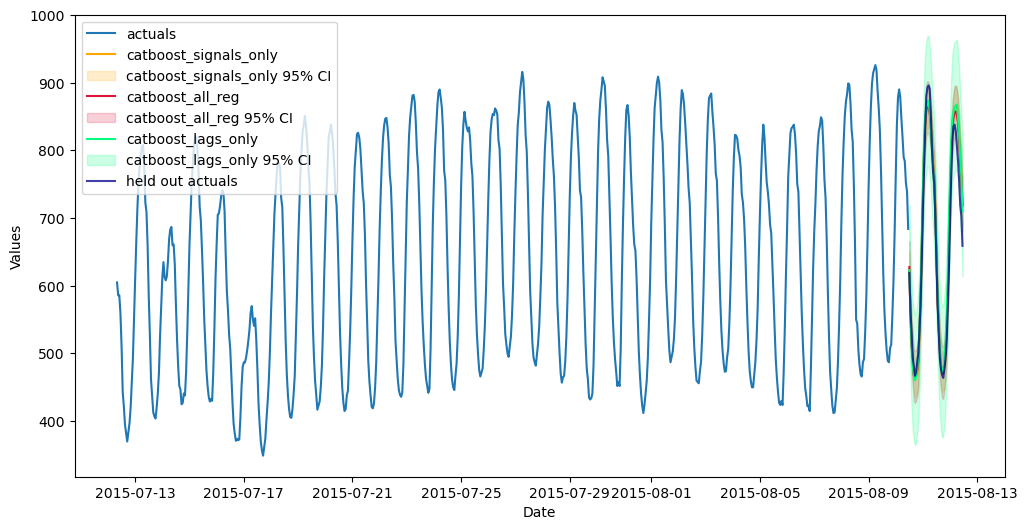 1000
900
800
700
600
500
400
Values
actuals
catboost_signals_only
catboost_signals_only 95% CI
catboost_all_reg
catboost_all_reg 95% CI
catboost_lags_only
catboost_lags_only 95% CI
held out actuals
2015-07-13 2015-07-17 2015-07-21 2015-07-25 2015-07-29 2015-08-01 2015-08-05 2015-08-09 2015-08-13
Date